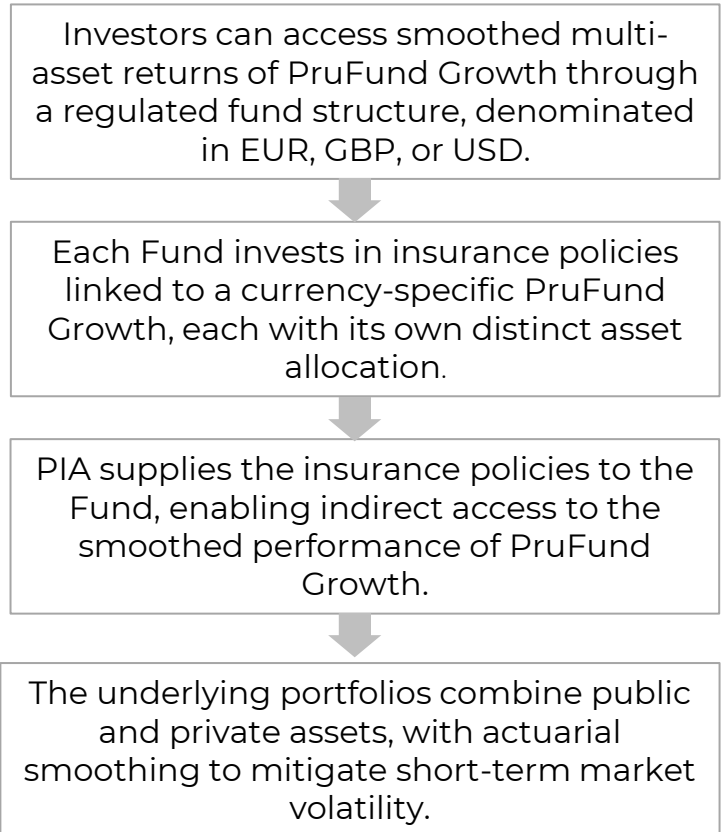 Investors can access smoothed multi-
asset returns of PruFund Growth through
a regulated fund structure, denominated
in EUR, GBP, or USD.
Each Fund invests in insurance policies
linked to a currency-specific PruFund
Growth, each with its own distinct asset
allocation.
PIA supplies the insurance policies to the
Fund, enabling indirect access to the
smoothed performance of PruFund
Growth.
The underlying portfolios combine public
and private assets, with actuarial
smoothing to mitigate short-term market
volatility.